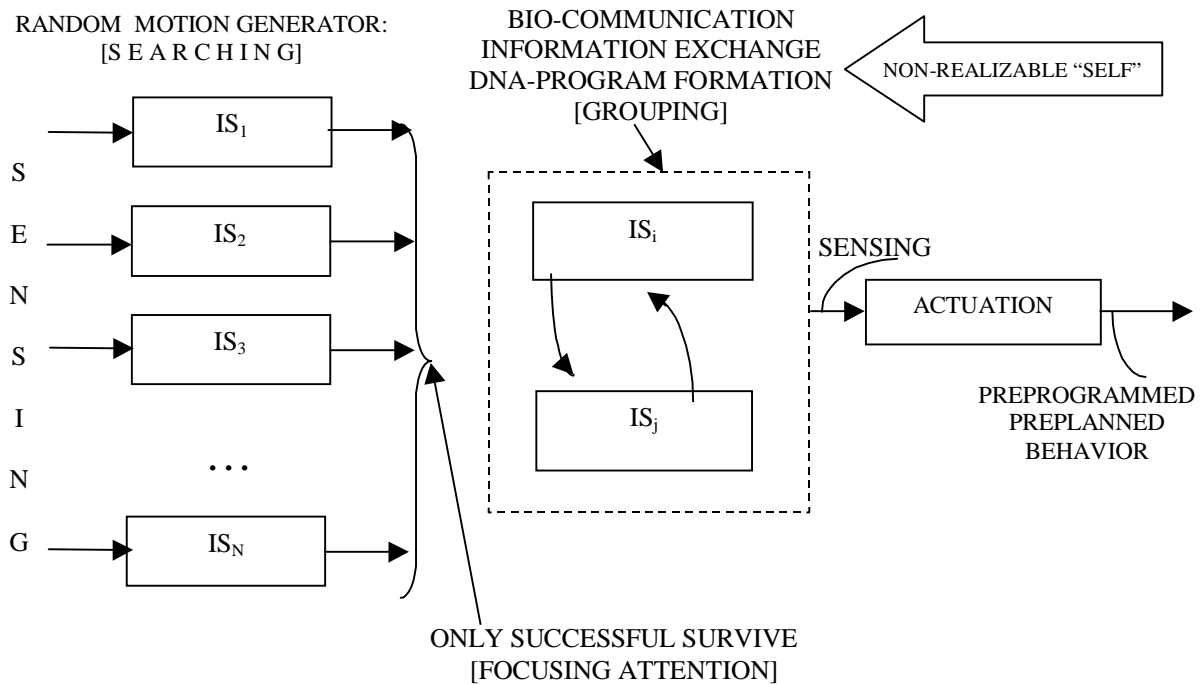 RANDOM MOTION GENERATOR:
[S E A R C H I N G]
BIO-COMMUNICATION
INFORMATION EXCHANGE
DNA-PROGRAM FORMATION
[GROUPING]
NON-REALIZABLE “SELF”
S
E
N
S
I
N
G
IS₁
IS₂
IS₃
...
IS_N
ONLY SUCCESSFUL SURVIVE
[FOCUSING ATTENTION]
ISᵢ
ISⱼ
SENSING
ACTUATION
PREPROGRAMMED
PREPLANNED
BEHAVIOR